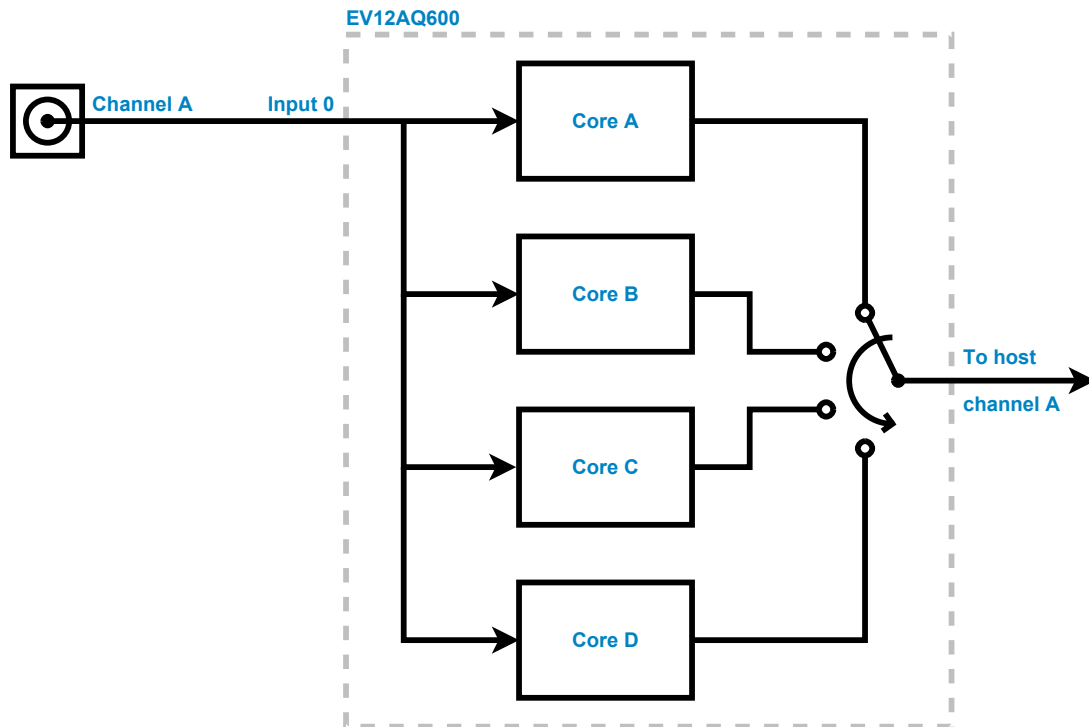 EV12AQ600
Channel A
Input 0
Core A
Core B
Core C
Core D
To host
channel A